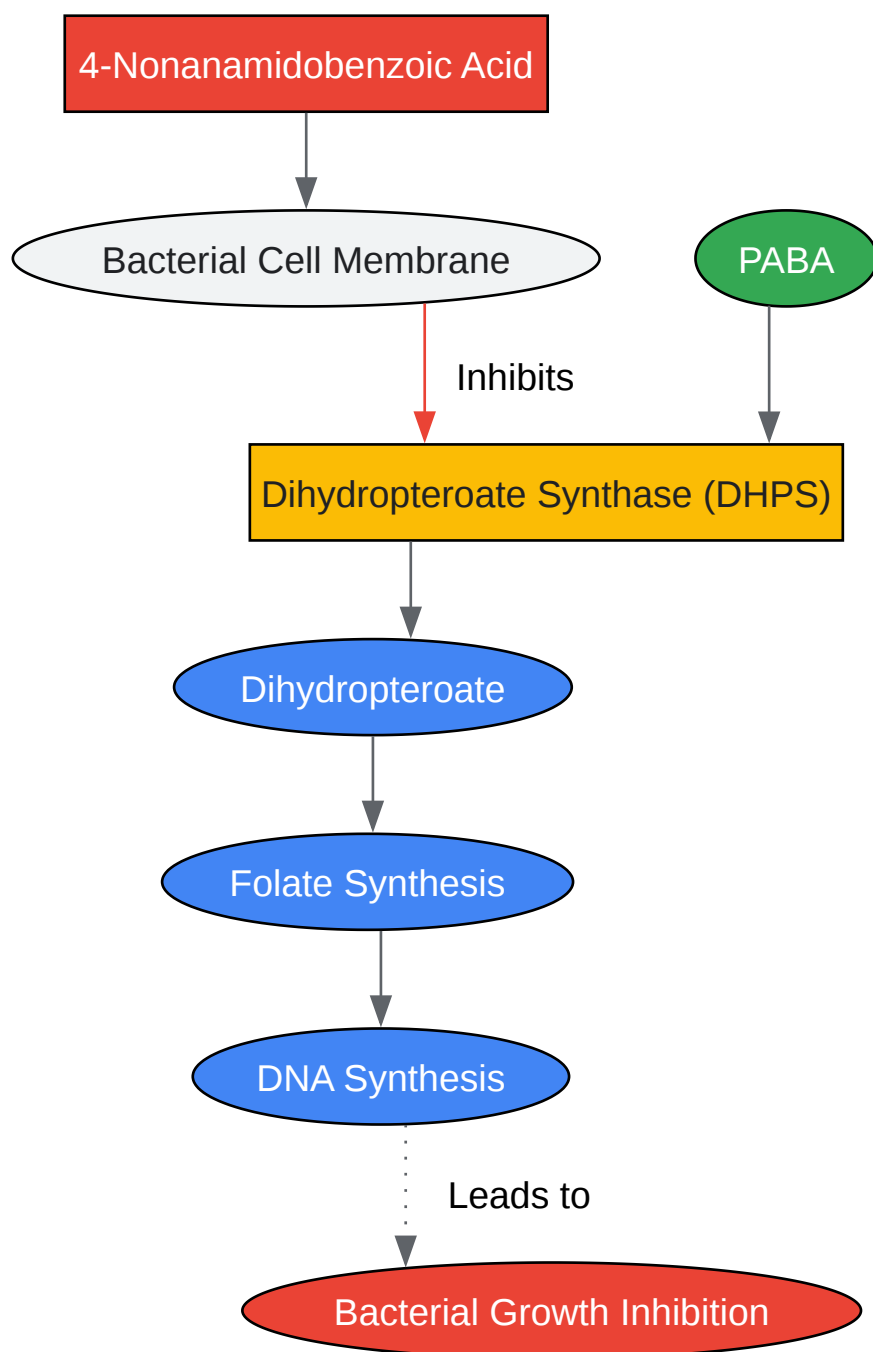 4-Nonanamidobenzoic Acid
Bacterial Cell Membrane
PABA
Inhibits
Dihydropteroate Synthase (DHPS)
Dihydropteroate
Folate Synthesis
DNA Synthesis
Leads to
Bacterial Growth Inhibition